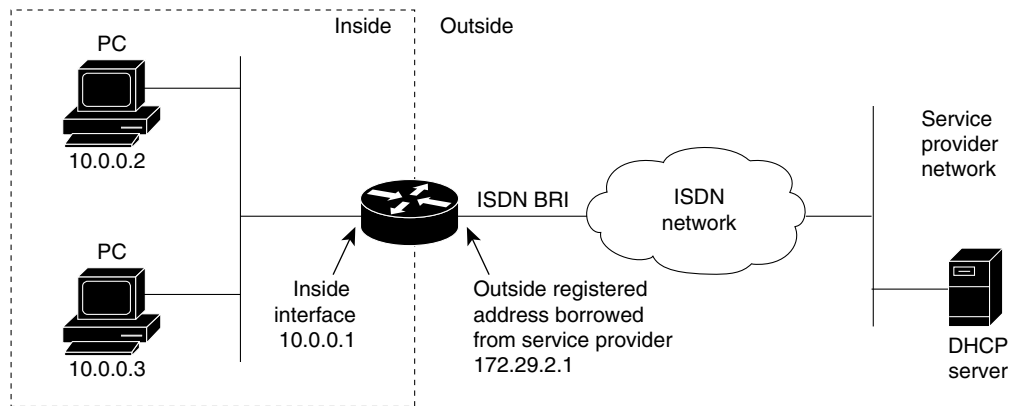 Inside
Outside
PC
10.0.0.2
PC
10.0.0.3
Inside
interface
10.0.0.1
ISDN BRI
Outside registered
address borrowed
from service provider
172.29.2.1
ISDN
network
Service
provider
network
DHCP
server